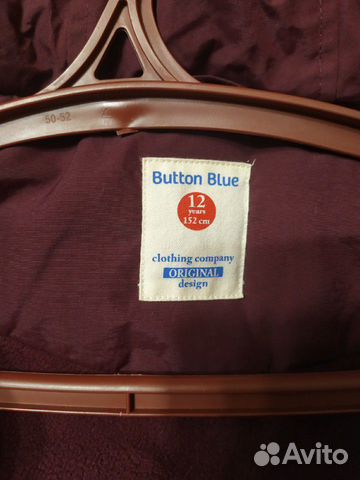 50-52
Button Blue
12
years
152 cm
clothing company
ORIGINAL
design
Avito